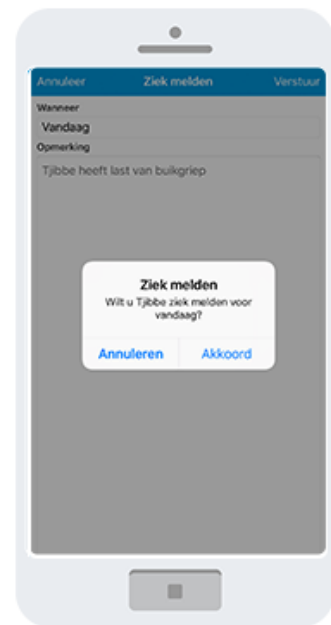 Annuleer Ziek melden Verstuur
Wanneer
Vandaag
Opmerking
Tjibbe heeft last van buikgriep
Ziek melden
Wilt u Tjibbe ziek melden voor
vandaag?
Annuleren Akkoord